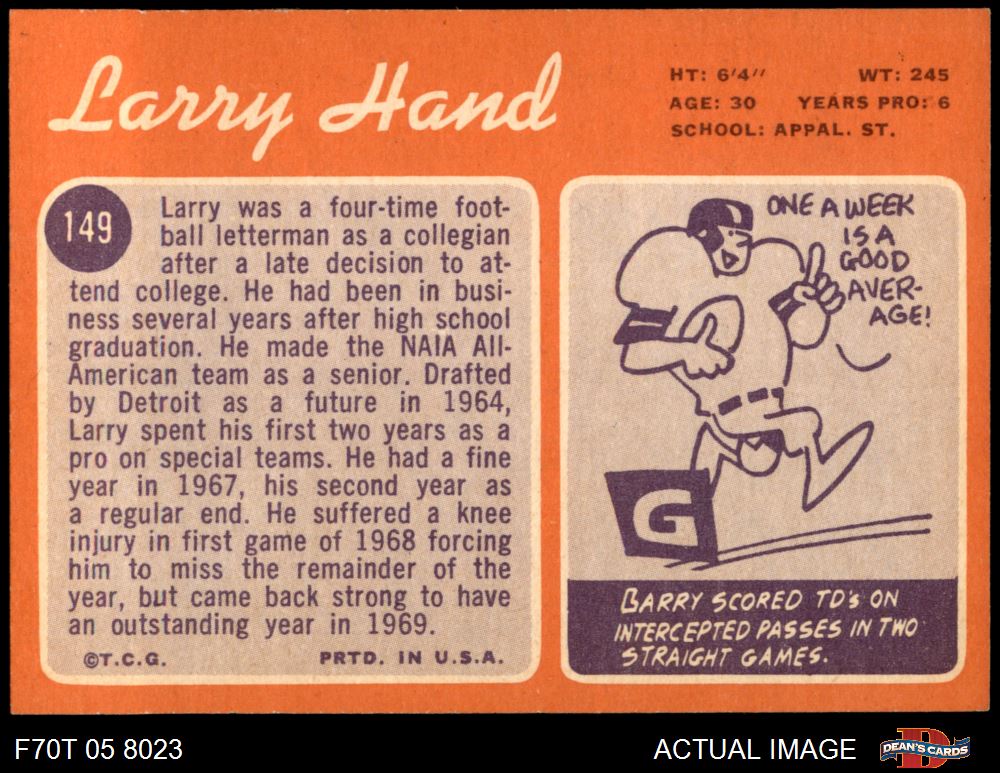 Larry Hand
HT: 6'4" WT: 245
AGE: 30 YEARS PRO: 6
SCHOOL: APPAL. ST.
149
Larry was a four-time foot-
ball letterman as a collegian
after a late decision to at-
tend college. He had been in busi-
ness several years after high school
graduation. He made the NAIA All-
American team as a senior. Drafted
by Detroit as a future in 1964,
Larry spent his first two years as a
pro on special teams. He had a fine
year in 1967, his second year as
a regular end. He suffered a knee
injury in first game of 1968 forcing
him to miss the remainder of the
year, but came back strong to have
an outstanding year in 1969.
©T.C.G. PRTD. IN U.S.A.
ONE A WEEK
IS A
GOOD
AVER-
AGE!
G
BARRY SCORED TD's ON
INTERCEPTED PASSES IN TWO
STRAIGHT GAMES.
F70T 05 8023
ACTUAL IMAGE
D
DEAN'S CARDS